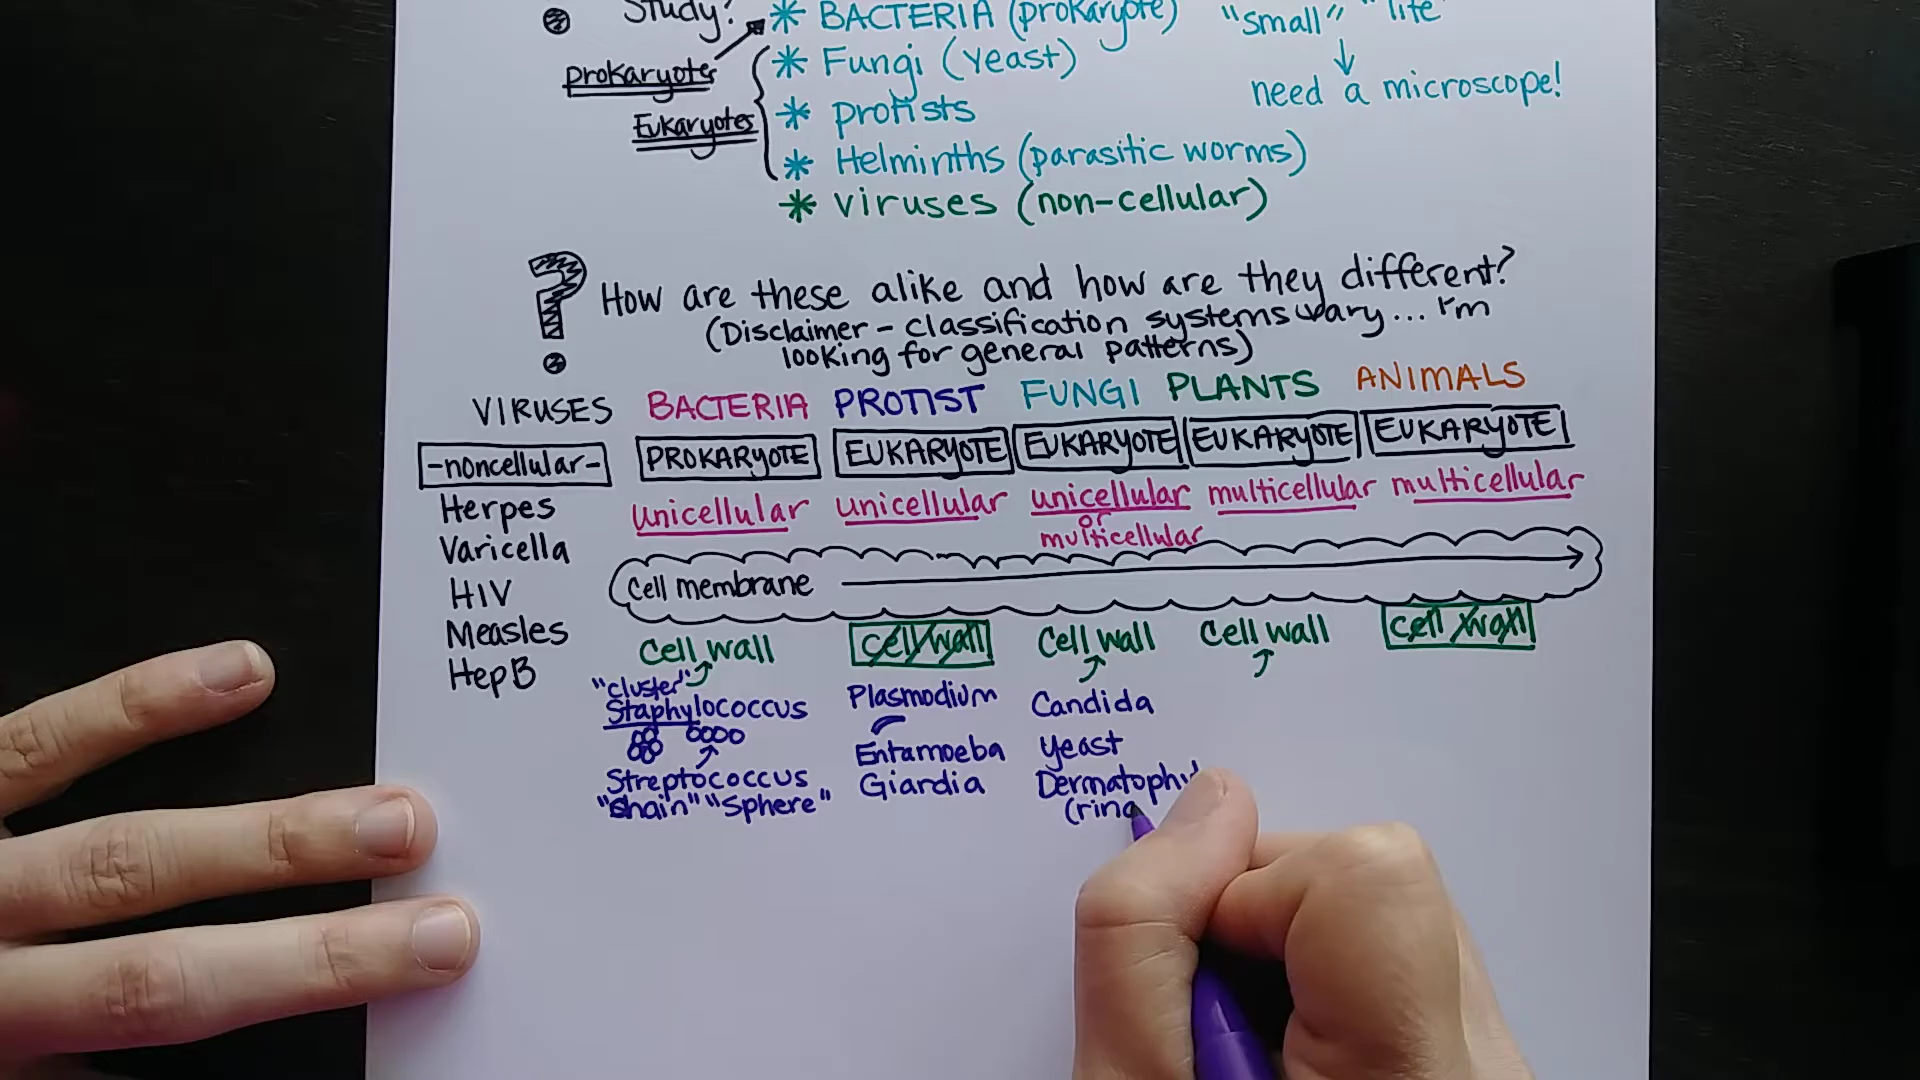 Study?
* BACTERIA (prokaryote) "small" "life"
prokaryotes * Fungi (yeast) need a microscope!
Eukaryotes * protists
* Helminths (parasitic worms)
* viruses (non-cellular)
? How are these alike and how are they different?
(Disclaimer - classification systems vary... I'm
looking for general patterns)
VIRUSES BACTERIA PROTIST FUNGI PLANTS ANIMALS
-noncellular- PROKARYOTE EUKARYOTE EUKARYOTE EUKARYOTE EUKARYOTE
Herpes unicellular unicellular unicellular multicellular multicellular
or
multicellular
Varicella
HIV Cell membrane
Measles Cell wall cell wall Cell wall Cell wall cell wall
HepB
"cluster"
Staphylococcus Plasmodium Candida
Streptococcus Entamoeba yeast
"chain" "sphere" Giardia Dermatophy
(ring